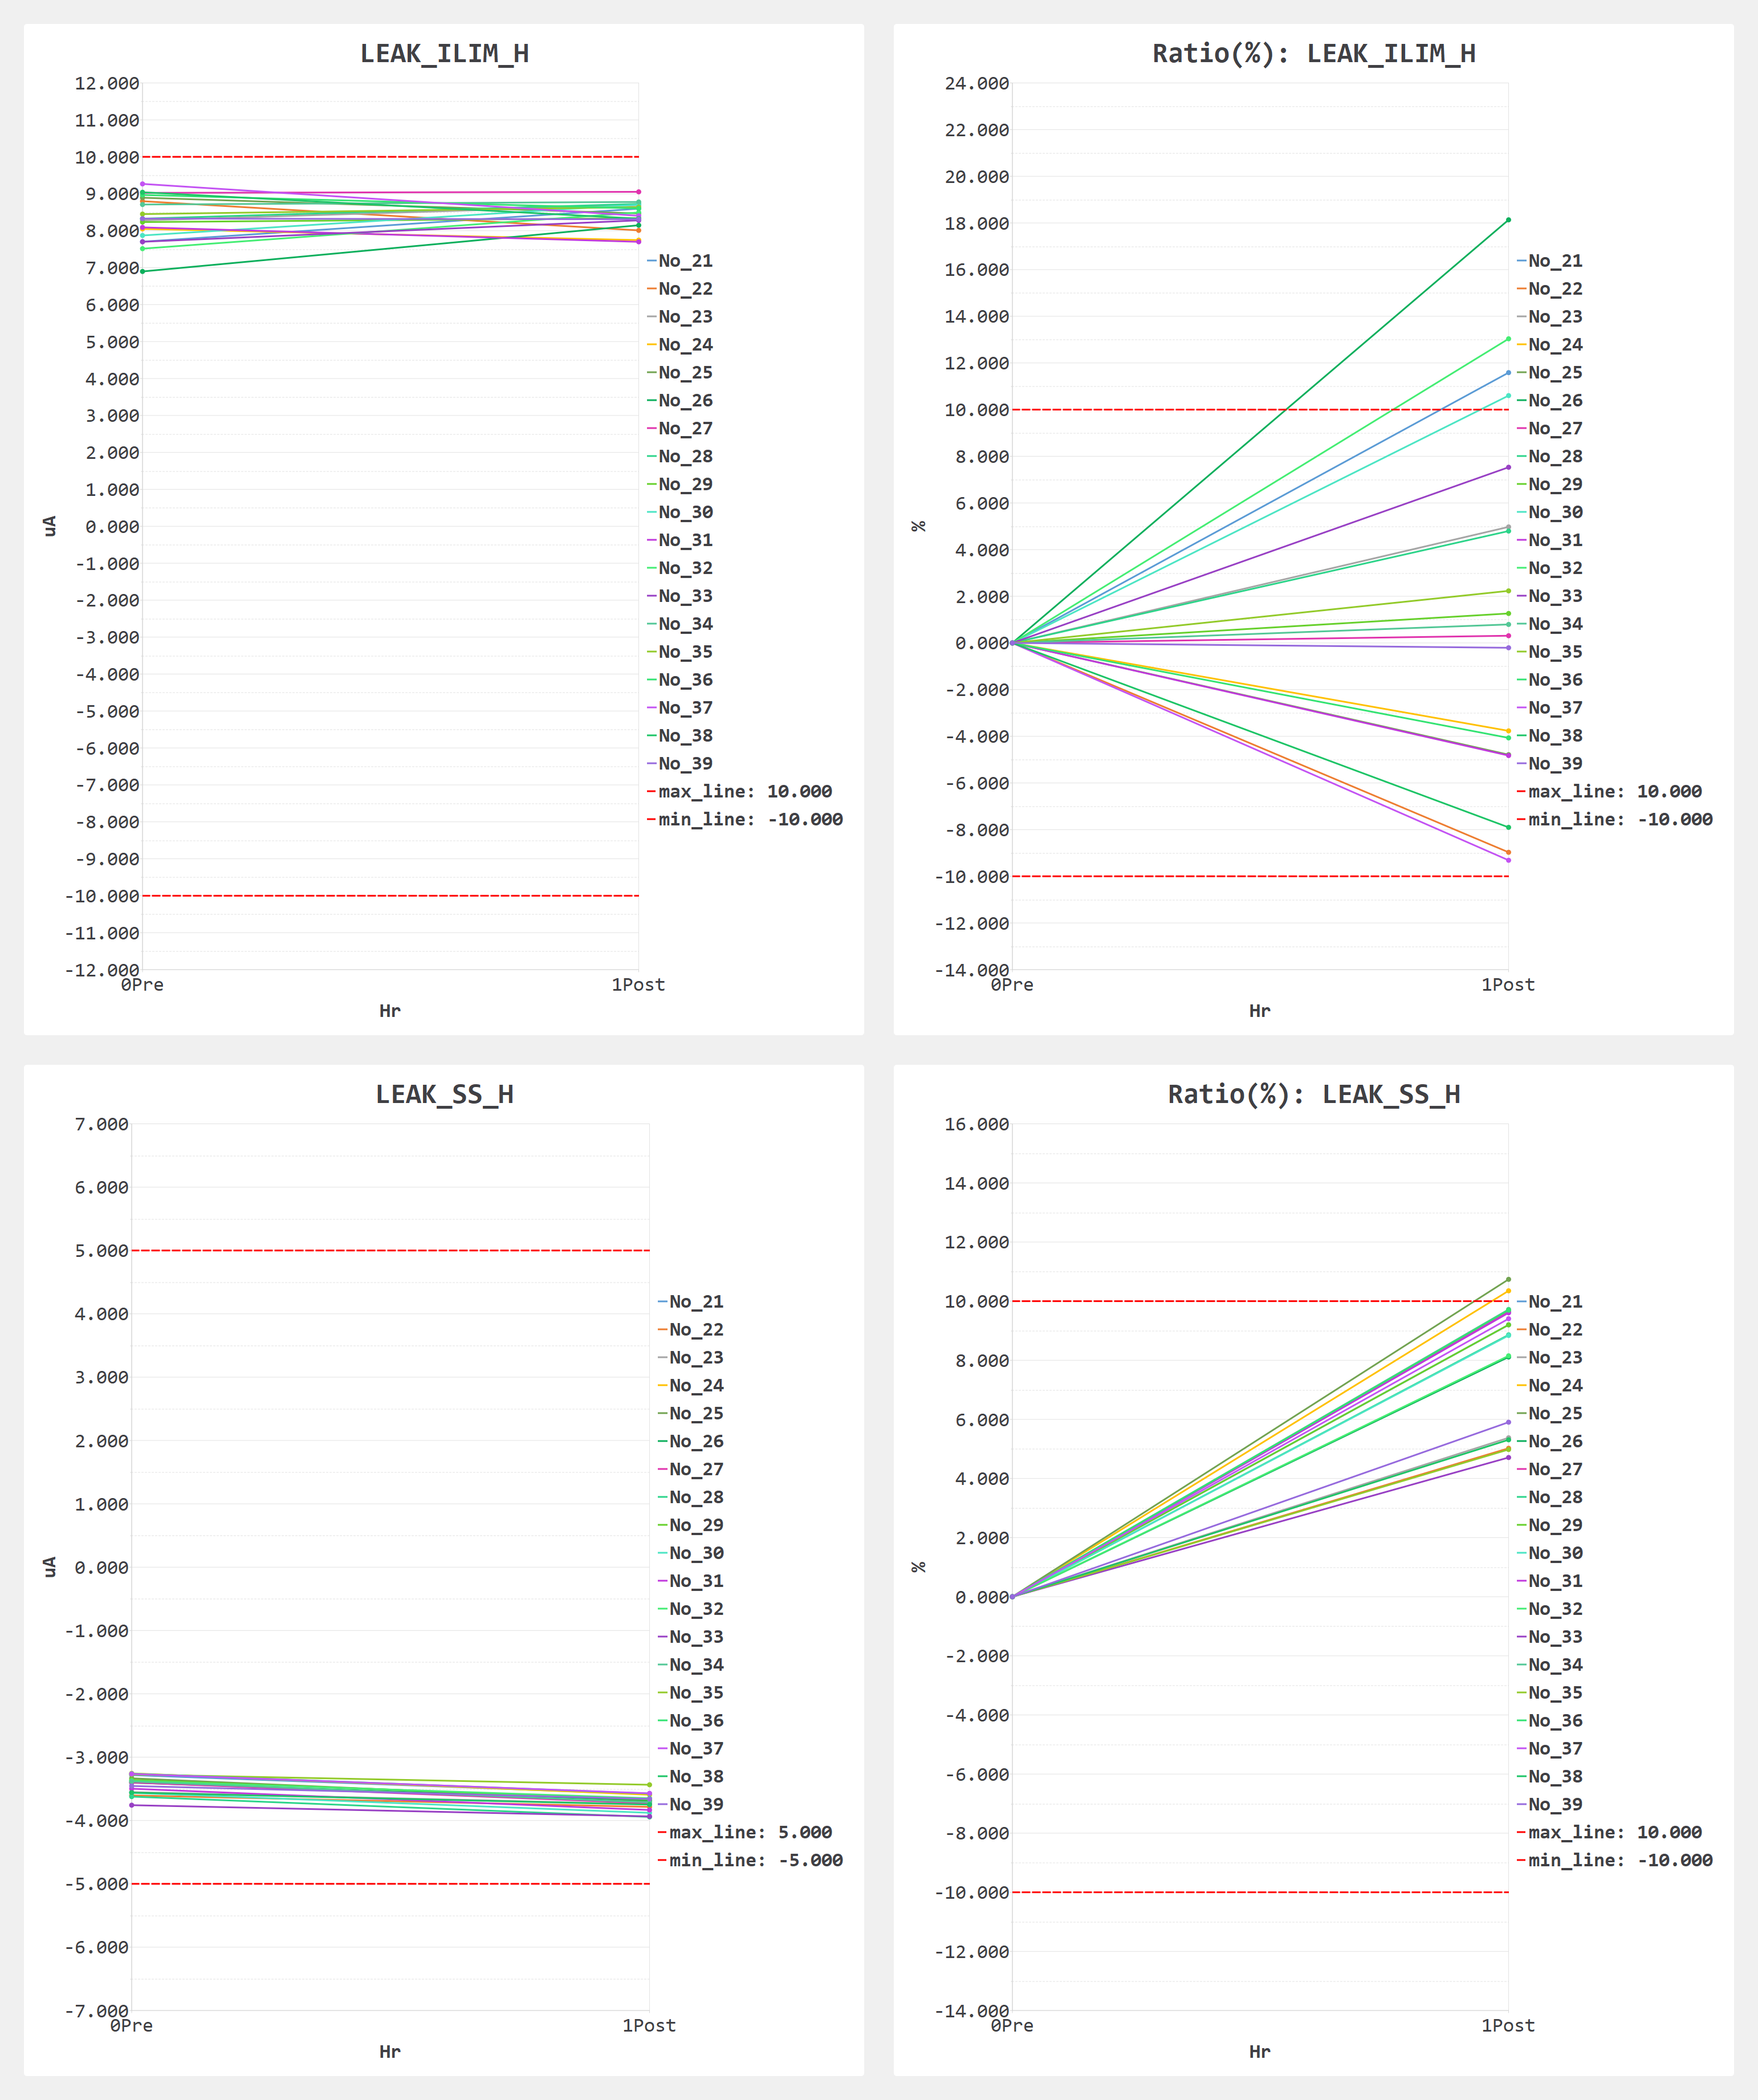 LEAK_ILIM_H
12.000
11.000
10.000
9.000
8.000
7.000
6.000
5.000
4.000
3.000
2.000
1.000
0.000
-1.000
-2.000
-3.000
-4.000
-5.000
-6.000
-7.000
-8.000
-9.000
-10.000
-11.000
-12.000
uA
0Pre
1Post
Hr
No_21
No_22
No_23
No_24
No_25
No_26
No_27
No_28
No_29
No_30
No_31
No_32
No_33
No_34
No_35
No_36
No_37
No_38
No_39
max_line: 10.000
min_line: -10.000
Ratio(%): LEAK_ILIM_H
24.000
22.000
20.000
18.000
16.000
14.000
12.000
10.000
8.000
6.000
4.000
2.000
0.000
-2.000
-4.000
-6.000
-8.000
-10.000
-12.000
-14.000
%
0Pre
1Post
Hr
No_21
No_22
No_23
No_24
No_25
No_26
No_27
No_28
No_29
No_30
No_31
No_32
No_33
No_34
No_35
No_36
No_37
No_38
No_39
max_line: 10.000
min_line: -10.000
LEAK_SS_H
7.000
6.000
5.000
4.000
3.000
2.000
1.000
0.000
-1.000
-2.000
-3.000
-4.000
-5.000
-6.000
-7.000
uA
0Pre
1Post
Hr
No_21
No_22
No_23
No_24
No_25
No_26
No_27
No_28
No_29
No_30
No_31
No_32
No_33
No_34
No_35
No_36
No_37
No_38
No_39
max_line: 5.000
min_line: -5.000
Ratio(%): LEAK_SS_H
16.000
14.000
12.000
10.000
8.000
6.000
4.000
2.000
0.000
-2.000
-4.000
-6.000
-8.000
-10.000
-12.000
-14.000
%
0Pre
1Post
Hr
No_21
No_22
No_23
No_24
No_25
No_26
No_27
No_28
No_29
No_30
No_31
No_32
No_33
No_34
No_35
No_36
No_37
No_38
No_39
max_line: 10.000
min_line: -10.000